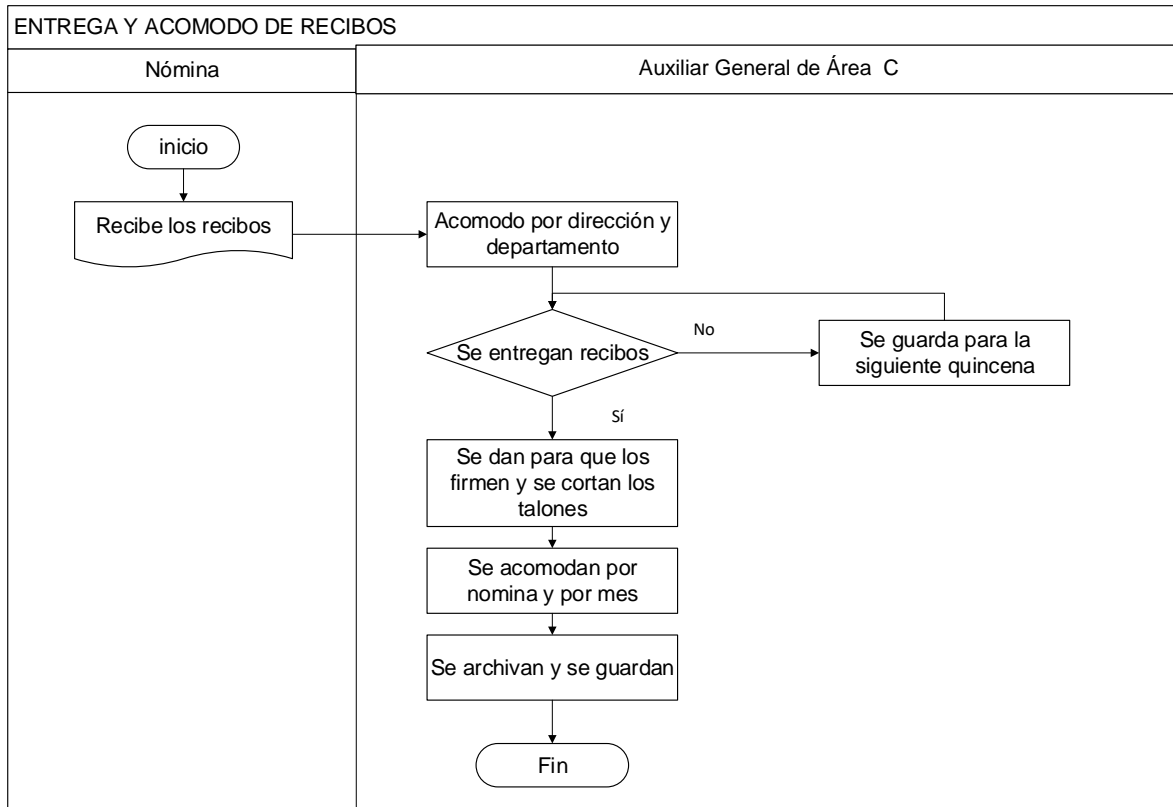 ENTREGA Y ACOMODO DE RECIBOS
Nómina
Auxiliar General de Área C
inicio
Recibe los recibos
Acomodo por dirección y
departamento
Se entregan recibos
No
Se guarda para la
siguiente quincena
Sí
Se dan para que los
firmen y se cortan los
talones
Se acomodan por
nomina y por mes
Se archivan y se guardan
Fin